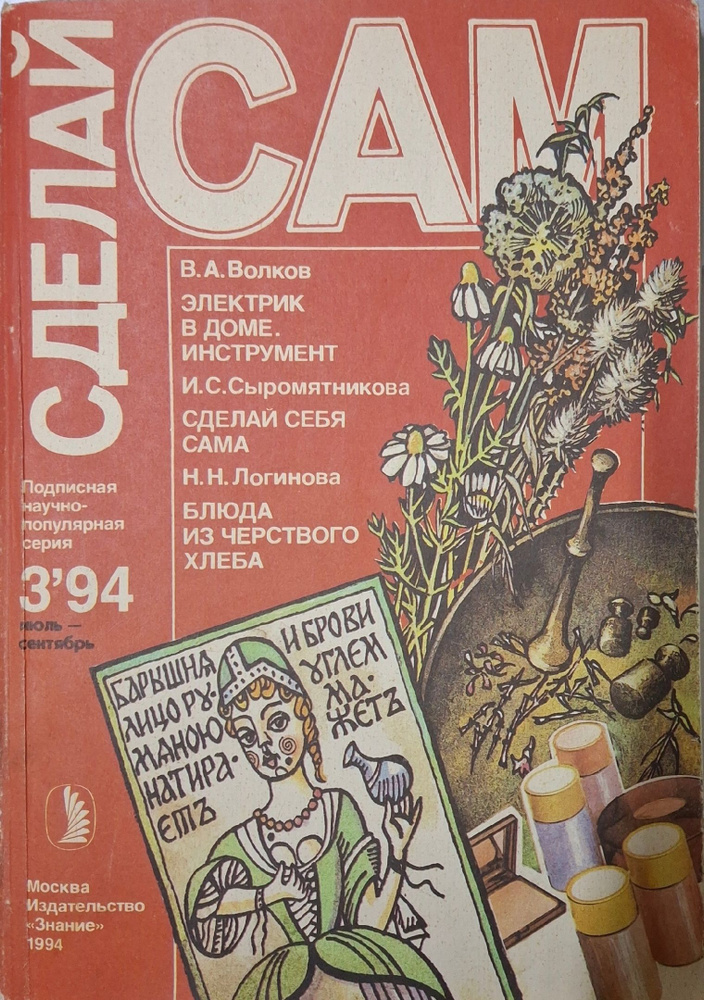 СДЕЛАЙ
САМ
В.А.Волков
ЭЛЕКТРИК
В ДОМЕ.
ИНСТРУМЕНТ
И.С.Сыромятникова
СДЕЛАЙ СЕБЯ
САМА
Н.Н.Логинова
БЛЮДА
ИЗ ЧЕРСТВОГО
ХЛЕБА
Подписная
научно-
популярная
серия
3'94
июль —
сентябрь
БАРЫШНА
ЛИЦО РУ-
МАНОЮ
НАТИРА-
ЕТЪ
И БРОВИ
УГЛЕМ
МА-
ЖЕТЪ
Москва
Издательство
«Знание»
1994